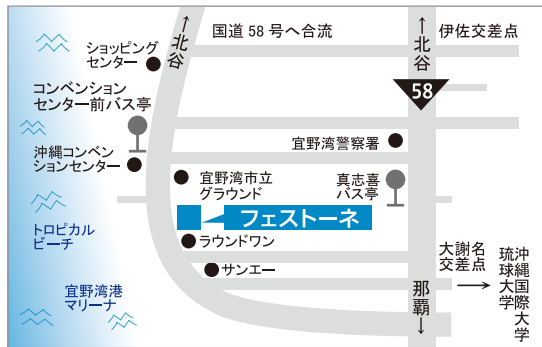 ↑北谷
国道58号へ合流
↑北谷
伊佐交差点
ショッピング
センター
コンベンション
センター前バス亭
58
宜野湾警察署
沖縄コンベン
ションセンター
宜野湾市立
グラウンド
真志喜
バス亭
フェストーネ
トロピカル
ビーチ
ラウンドワン
大謝名
交差点
サンエー
宜野湾港
マリーナ
那覇↓
→
沖縄国際大学
琉球大学